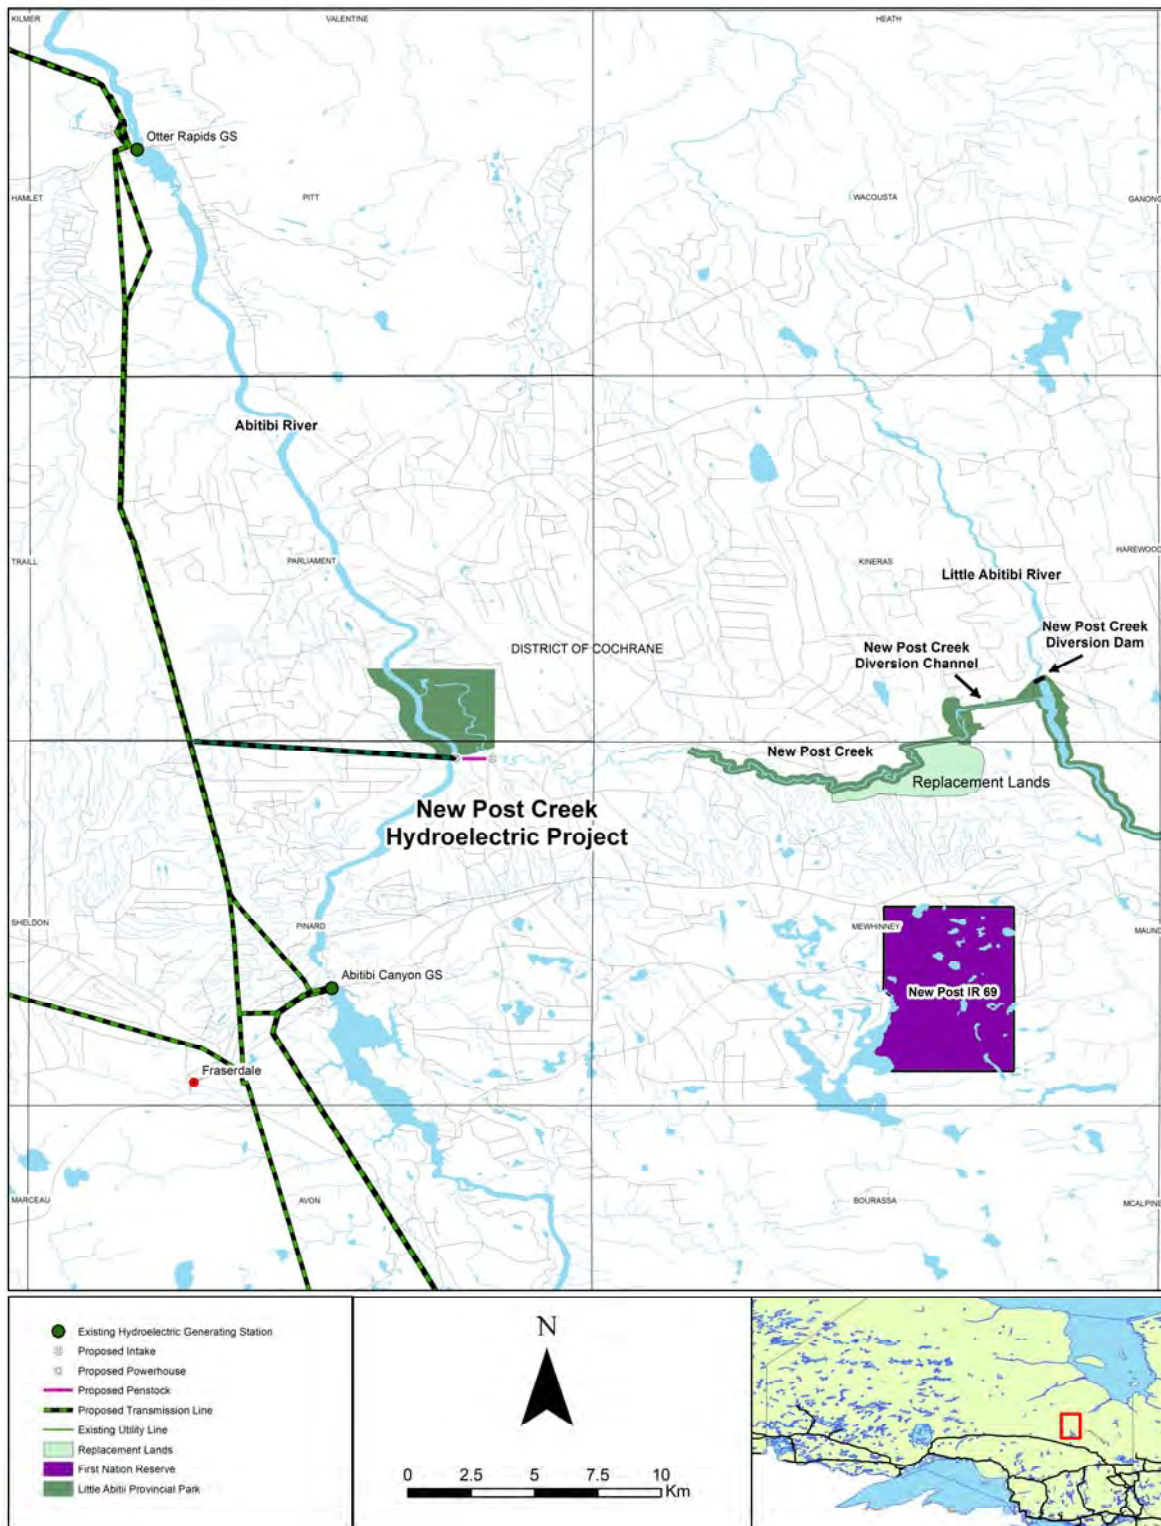 KILMER
VALENTINE
HEATH
Otter Rapids GS
HAMLET
PITT
WACOUSTA
GANONG
Abitibi River
TRAILL
PARLIAMENT
KINERAS
HAREWOOD
Little Abitibi River
New Post Creek
Diversion Dam
New Post Creek
Diversion Channel
DISTRICT OF COCHRANE
New Post Creek
Replacement Lands
New Post Creek
Hydroelectric Project
SHELDON
PINARD
MEWHINNEY
MAUND
Abitibi Canyon GS
New Post IR 69
Fraserdale
MARCEAU
AVON
BOURASSA
MCALPINE
Existing Hydroelectric Generating Station
Proposed Intake
Proposed Powerhouse
Proposed Penstock
Proposed Transmission Line
Existing Utility Line
Replacement Lands
First Nation Reserve
Little Abitii Provincial Park
N
0 2.5 5 7.5 10
Km